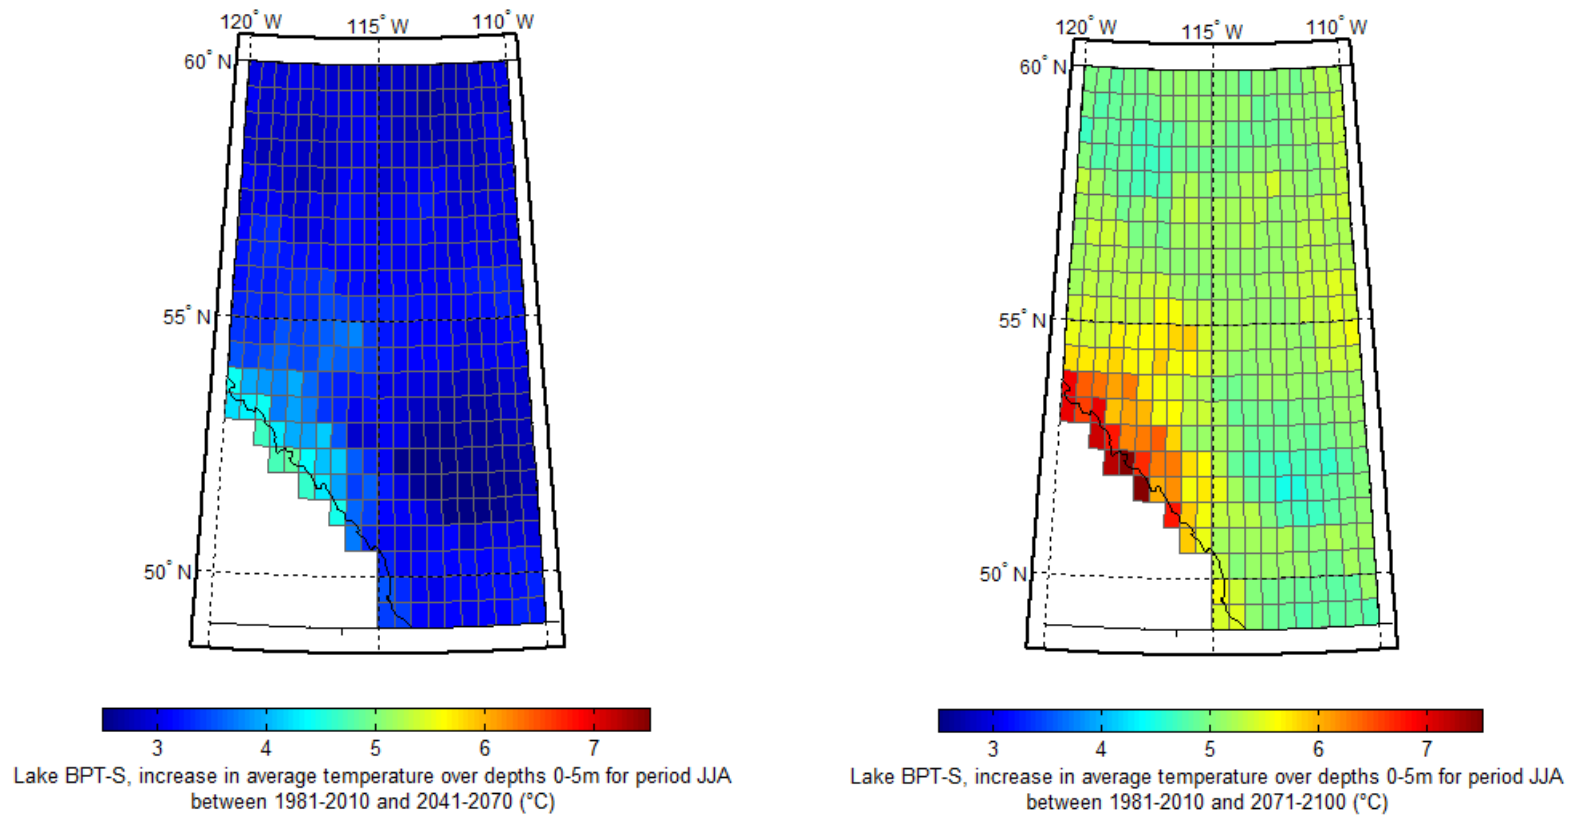 120° W 115° W 110° W
60° N
55° N
50° N
3 4 5 6 7
Lake BPT-S, increase in average temperature over depths 0-5m for period JJA
between 1981-2010 and 2041-2070 (°C)
120° W 115° W 110° W
60° N
55° N
50° N
3 4 5 6 7
Lake BPT-S, increase in average temperature over depths 0-5m for period JJA
between 1981-2010 and 2071-2100 (°C)